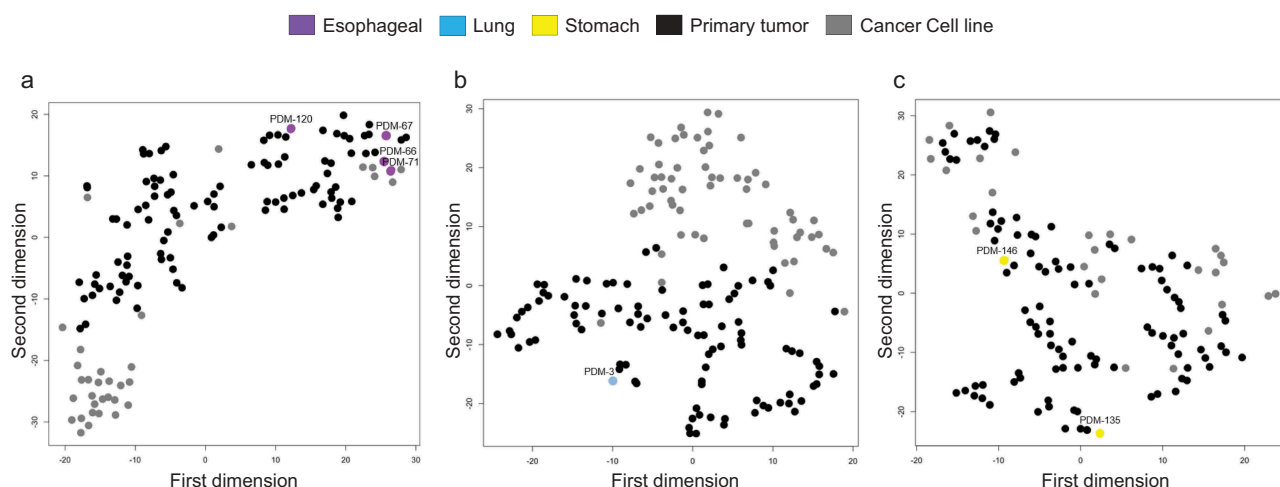 Esophageal Lung Stomach Primary tumor Cancer Cell line
a
Second dimension
20
10
0
-10
-20
-30
PDM-120
PDM-67
PDM-66
PDM-71
-20 -10 0 10 20 30
First dimension
b
Second dimension
30
20
10
0
-10
-20
PDM-3
-20 -10 0 10 20
First dimension
c
Second dimension
30
20
10
0
-10
-20
PDM-146
PDM-135
-10 0 10 20
First dimension